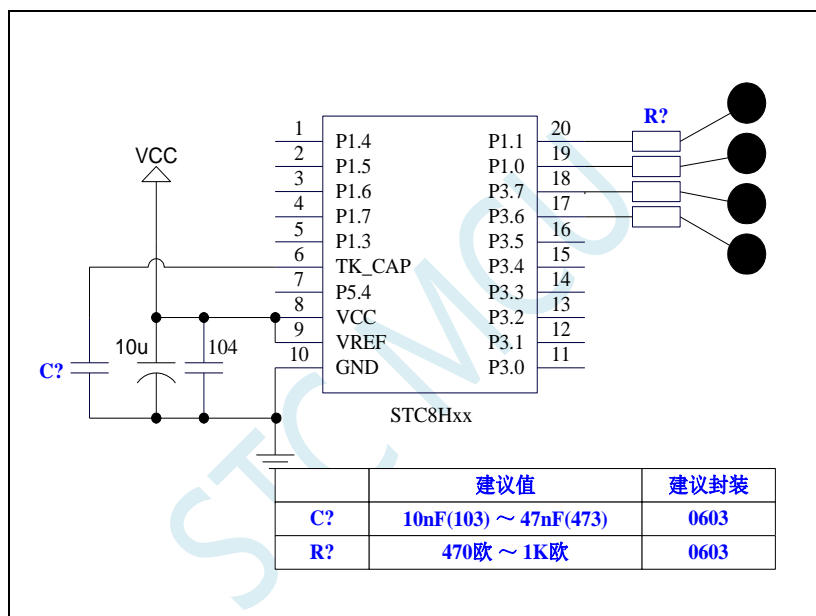 VCC
10u
104
C?
1
2
3
4
5
6
7
8
9
10
P1.4
P1.5
P1.6
P1.7
P1.3
TK_CAP
P5.4
VCC
VREF
GND
P1.1
P1.0
P3.7
P3.6
P3.5
P3.4
P3.3
P3.2
P3.1
P3.0
20
19
18
17
16
15
14
13
12
11
R?
STC8Hxx
STC MCU
建议值 建议封装
C? 10nF(103) ~ 47nF(473) 0603
R? 470欧 ~ 1K欧 0603